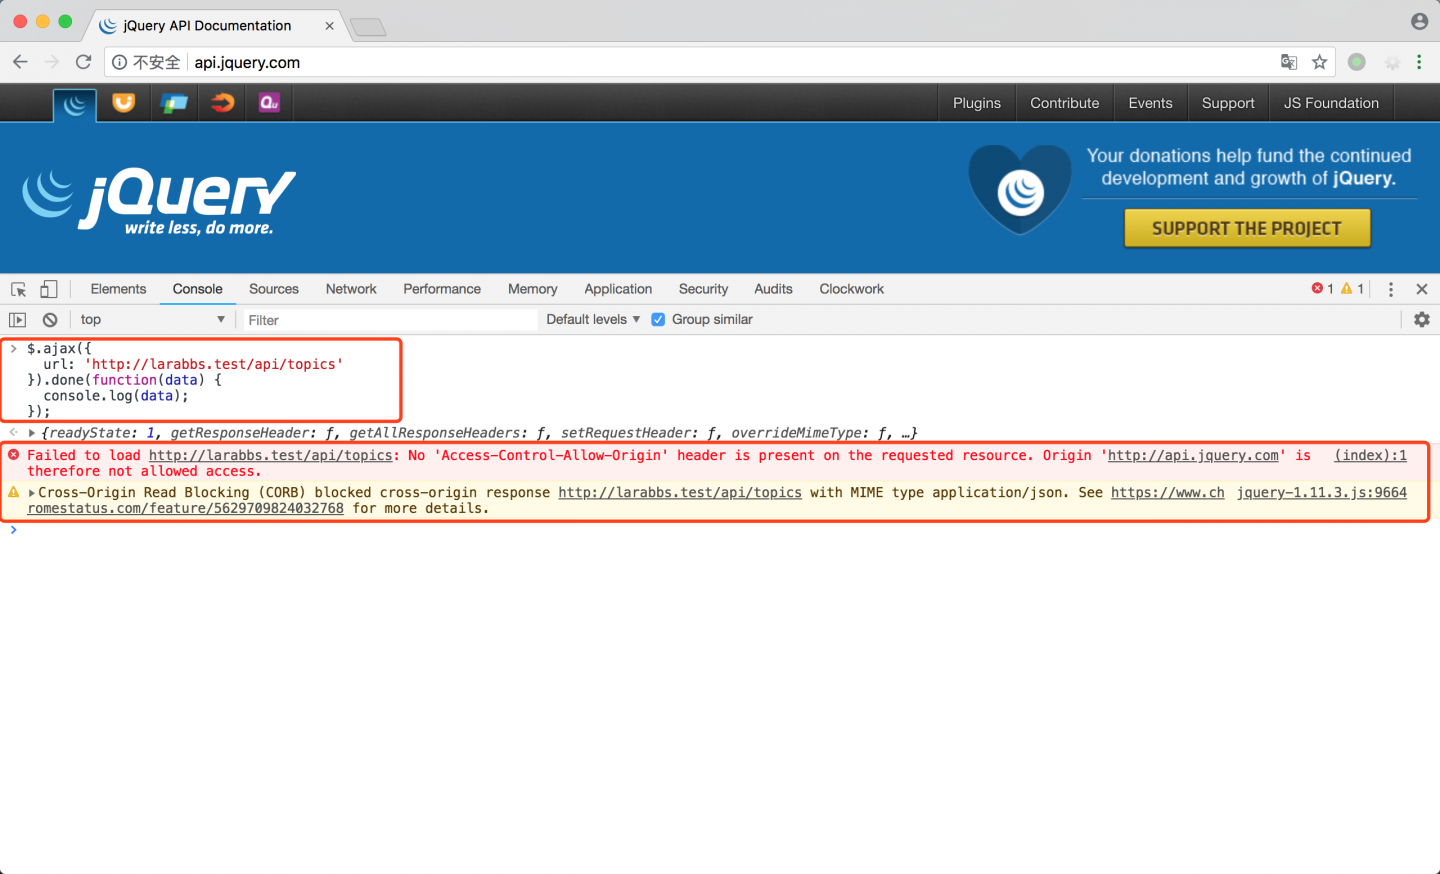 jQuery API Documentation
不安全 api.jquery.com
Plugins Contribute Events Support JS Foundation
jQuery
write less, do more.
Your donations help fund the continued
development and growth of jQuery.
SUPPORT THE PROJECT
Elements Console Sources Network Performance Memory Application Security Audits Clockwork 1 1
top Filter Default levels Group similar
$.ajax({
url: 'http://larabbs.test/api/topics'
}).done(function(data) {
console.log(data);
});
{readyState: 1, getResponseHeader: ƒ, getAllResponseHeaders: ƒ, setRequestHeader: ƒ, overrideMimeType: ƒ, …}
Failed to load http://larabbs.test/api/topics: No 'Access-Control-Allow-Origin' header is present on the requested resource. Origin 'http://api.jquery.com' is (index):1
therefore not allowed access.
Cross-Origin Read Blocking (CORB) blocked cross-origin response http://larabbs.test/api/topics with MIME type application/json. See https://www.ch jquery-1.11.3.js:9664
romestatus.com/feature/5629709824032768 for more details.